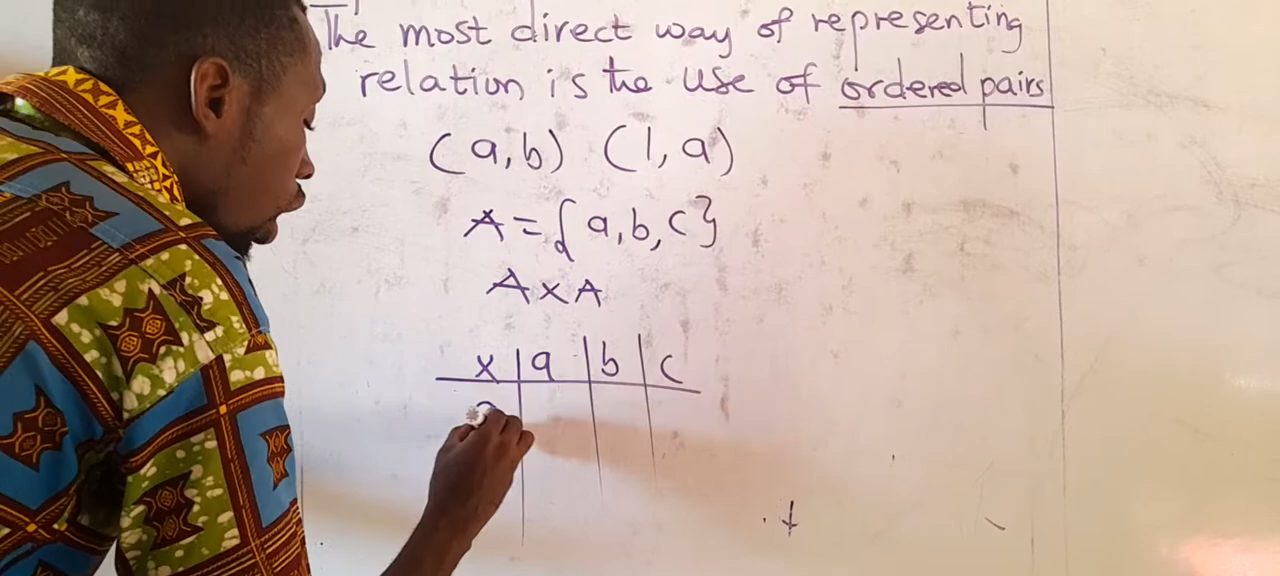 The most direct way of representing
relation is the use of ordered pairs
(a,b) (1,a)
A={a,b,c}
A×A
× | a | b | c